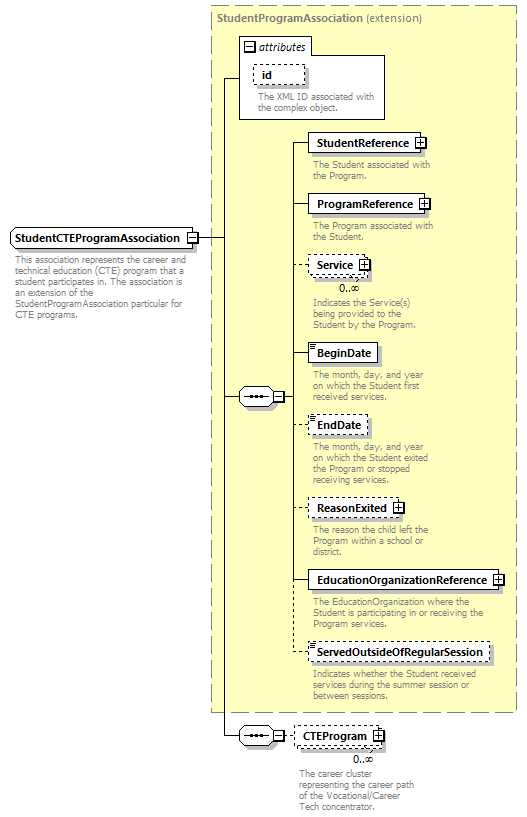 StudentProgramAssociation (extension)
attributes
id
The XML ID associated with
the complex object.
StudentReference
The Student associated with
the Program.
ProgramReference
The Program associated with
the Student.
StudentCTEProgramAssociation
This association represents the career and
technical education (CTE) program that a
student participates in. The association is
an extension of the
StudentProgramAssociation particular for
CTE programs.
Service
0..∞
Indicates the Service(s)
being provided to the
Student by the Program.
BeginDate
The month, day, and year
on which the Student first
received services.
EndDate
The month, day, and year
on which the Student exited
the Program or stopped
receiving services.
ReasonExited
The reason the child left the
Program within a school or
district.
EducationOrganizationReference
The EducationOrganization where the
Student is participating in or receiving the
Program services.
ServedOutsideOfRegularSession
Indicates whether the Student received
services during the summer session or
between sessions.
CTEProgram
0..∞
The career cluster
representing the career path
of the Vocational/Career
Tech concentrator.